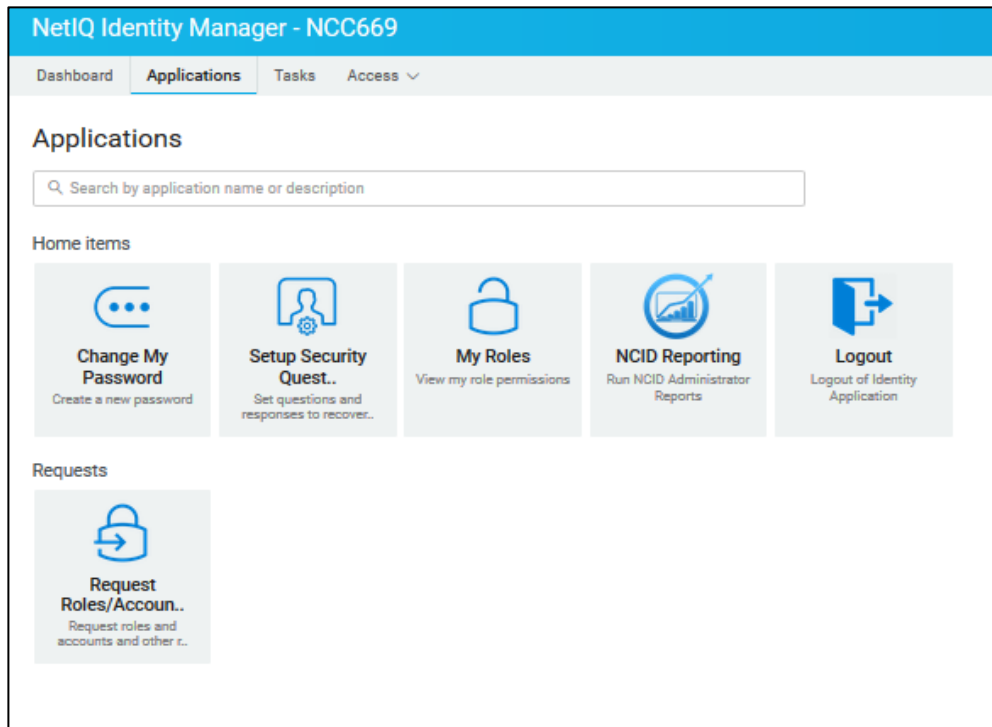 NetIQ Identity Manager - NCC669
Dashboard Applications Tasks Access
Applications
Search by application name or description
Home items
Change My
Password
Create a new password
Setup Security
Quest..
Set questions and
responses to recover..
My Roles
View my role permissions
NCID Reporting
Run NCID Administrator
Reports
Logout
Logout of Identity
Application
Requests
Request
Roles/Accoun..
Request roles and
accounts and other r..